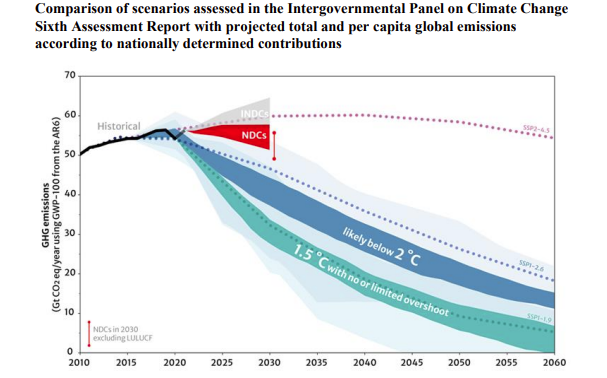 Comparison of scenarios assessed in the Intergovernmental Panel on Climate Change
Sixth Assessment Report with projected total and per capita global emissions
according to nationally determined contributions
GHG emissions
(Gt CO₂ eq/year using GWP-100 from the AR6)
70
60
50
40
30
20
10
0
Historical
INDCs
NDCs
SSP2-4.5
likely below 2 °C
1.5 °C with no or limited overshoot
SSP1-2.6
SSP1-1.9
NDCs in 2030
excluding LULUCF
2010 2015 2020 2025 2030 2035 2040 2045 2050 2055 2060